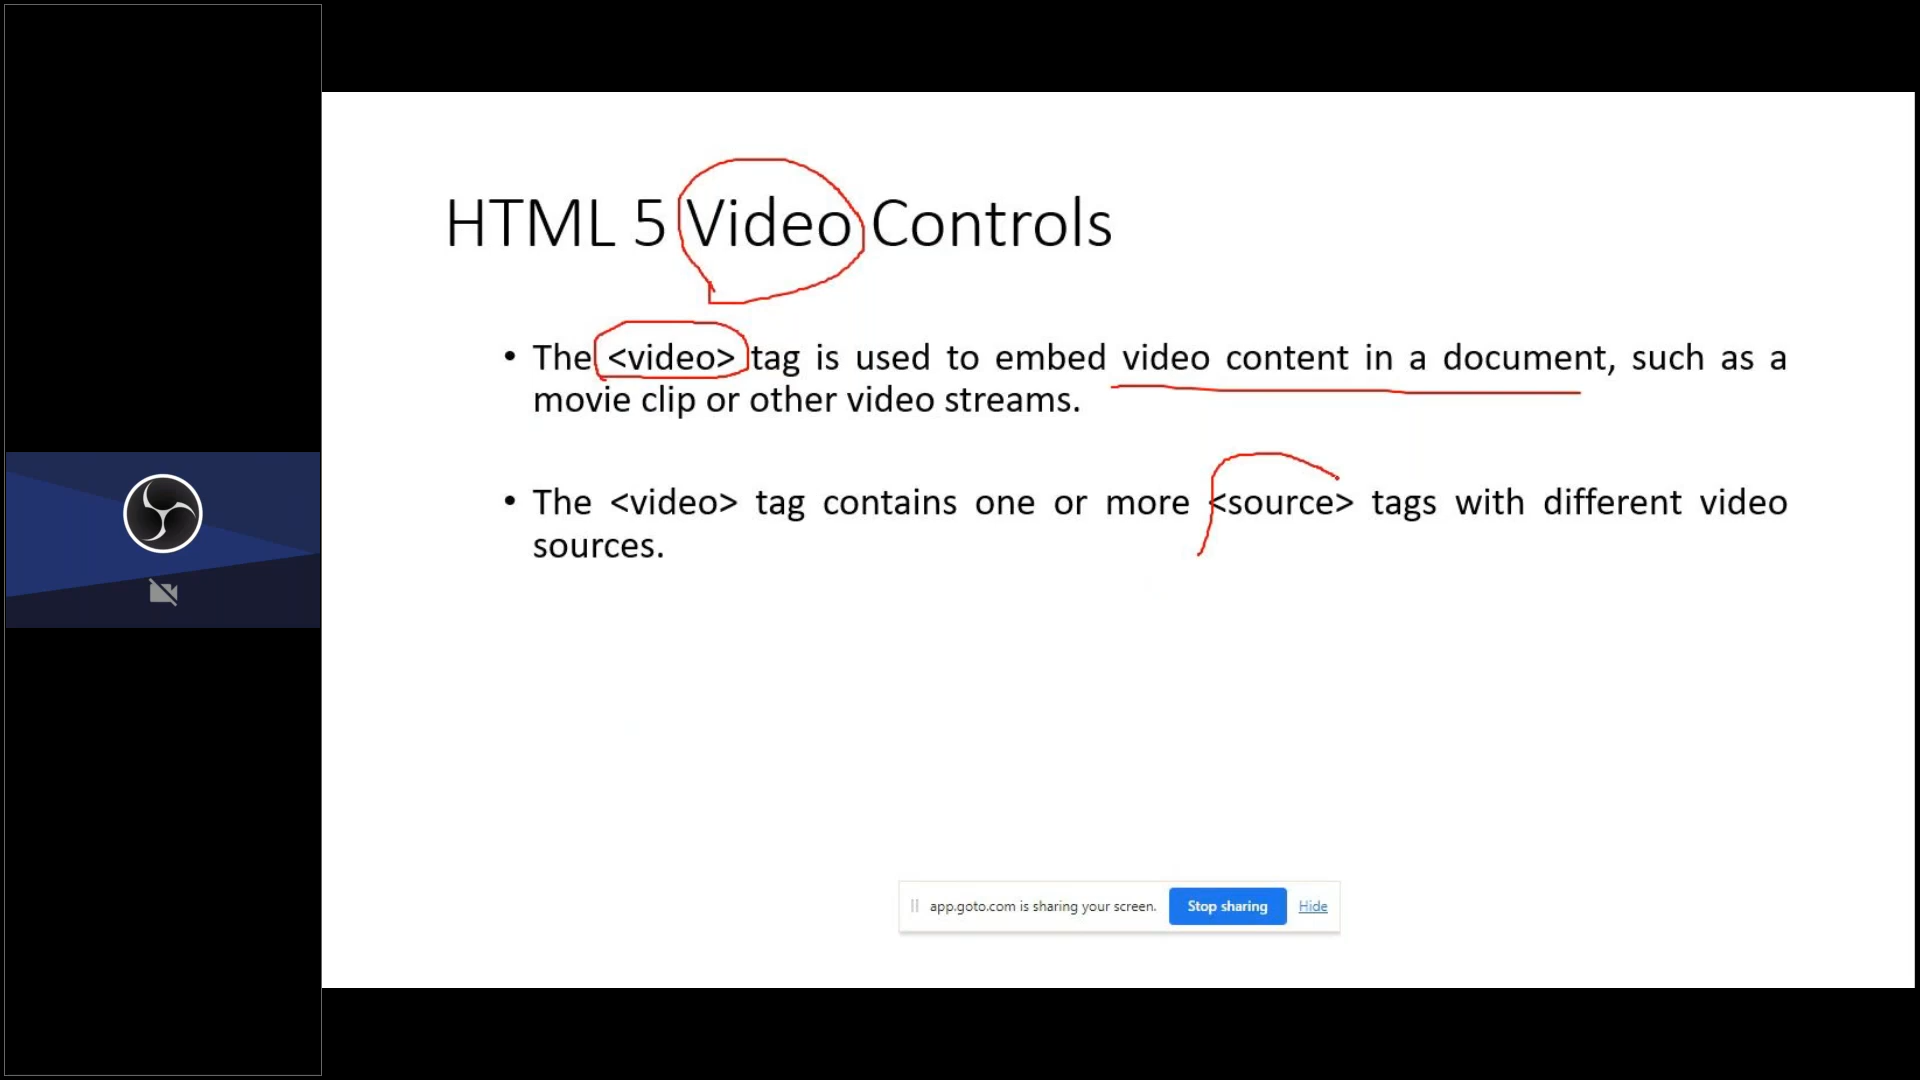 HTML 5 Video Controls
• The <video> tag is used to embed video content in a document, such as a
movie clip or other video streams.
• The <video> tag contains one or more <source> tags with different video
sources.
app.goto.com is sharing your screen. Stop sharing Hide